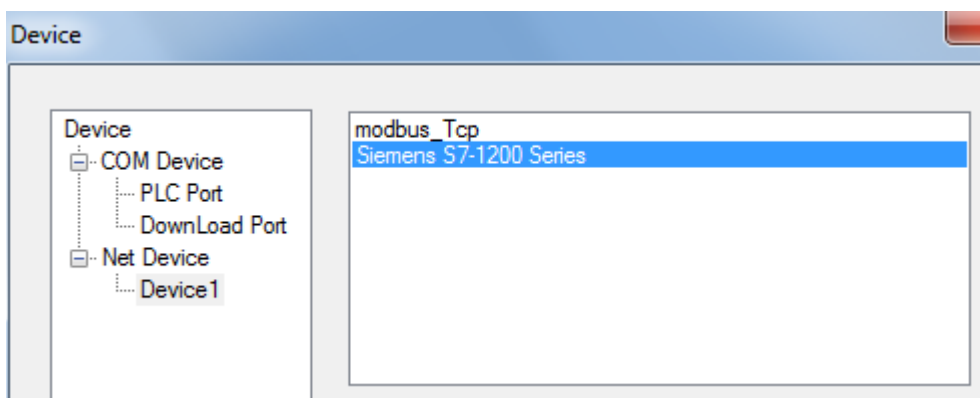 Device
Device
COM Device
PLC Port
DownLoad Port
Net Device
Device1
modbus_Tcp
Siemens S7-1200 Series